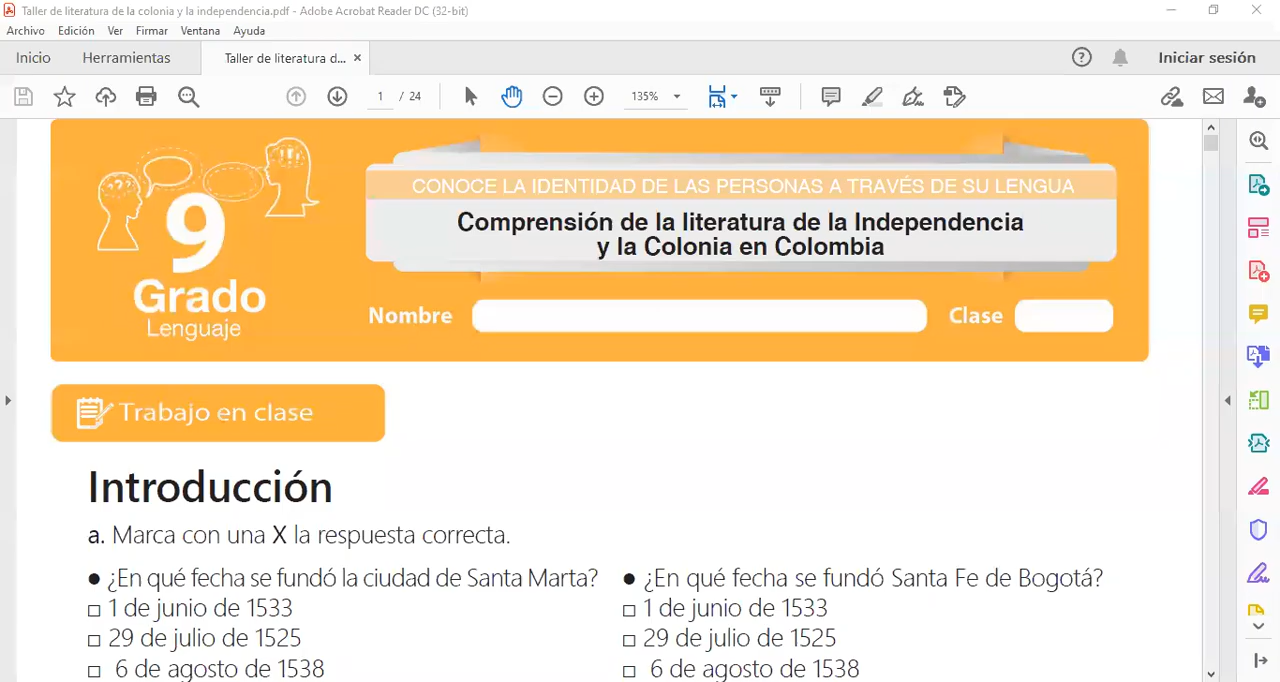 Taller de literatura de la colonia y la independencia.pdf - Adobe Acrobat Reader DC (32-bit)
Archivo Edición Ver Firmar Ventana Ayuda
Inicio Herramientas Taller de literatura d... × Iniciar sesión
1 / 24 135%
CONOCE LA IDENTIDAD DE LAS PERSONAS A TRAVÉS DE SU LENGUA
Comprensión de la literatura de la Independencia
y la Colonia en Colombia
9
Grado
Lenguaje
Nombre Clase
Trabajo en clase
Introducción
a. Marca con una X la respuesta correcta.
● ¿En qué fecha se fundó la ciudad de Santa Marta?
□ 1 de junio de 1533
□ 29 de julio de 1525
□ 6 de agosto de 1538
● ¿En qué fecha se fundó Santa Fe de Bogotá?
□ 1 de junio de 1533
□ 29 de julio de 1525
□ 6 de agosto de 1538